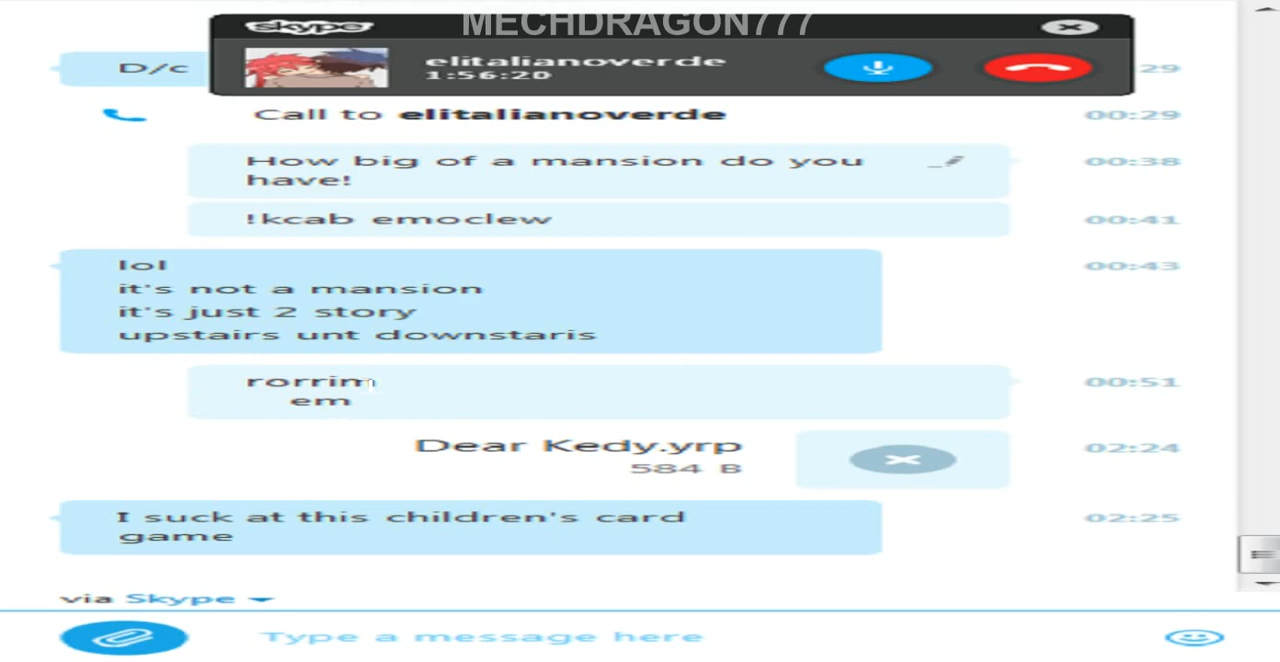 MECHDRAGON777
skype
elitalianoverde
1:56:20
D/c
29
Call to elitalianoverde
00:29
How big of a mansion do you
have!
00:38
!kcab emoclew
00:41
lol
00:43
it's not a mansion
it's just 2 story
upstairs unt downstaris
rorrim
00:51
em
Dear Kedy.yrp
02:24
584 B
I suck at this children's card
02:25
game
via Skype
Type a message here